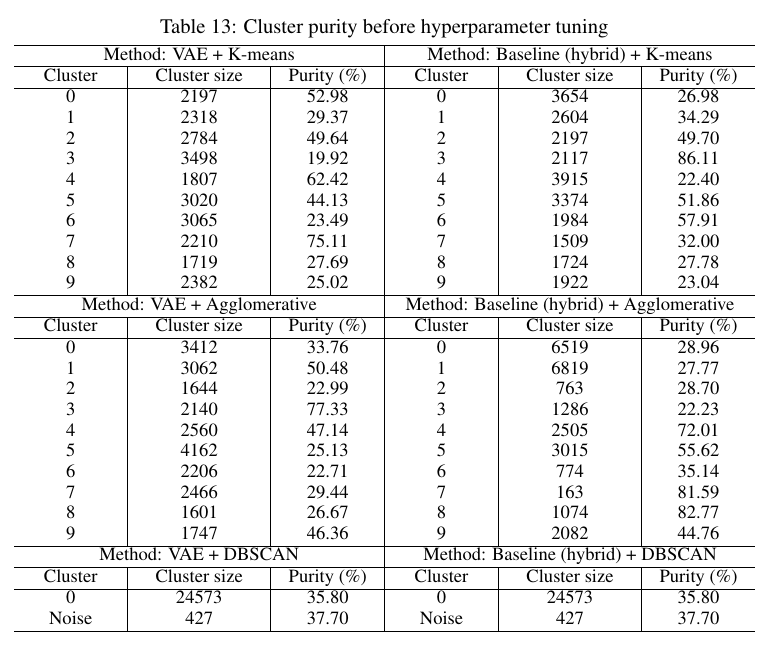 Table 13: Cluster purity before hyperparameter tuning
Method: VAE + K-means Method: Baseline (hybrid) + K-means
Cluster Cluster size Purity (%) Cluster Cluster size Purity (%)
0 2197 52.98 0 3654 26.98
1 2318 29.37 1 2604 34.29
2 2784 49.64 2 2197 49.70
3 3498 19.92 3 2117 86.11
4 1807 62.42 4 3915 22.40
5 3020 44.13 5 3374 51.86
6 3065 23.49 6 1984 57.91
7 2210 75.11 7 1509 32.00
8 1719 27.69 8 1724 27.78
9 2382 25.02 9 1922 23.04
Method: VAE + Agglomerative Method: Baseline (hybrid) + Agglomerative
Cluster Cluster size Purity (%) Cluster Cluster size Purity (%)
0 3412 33.76 0 6519 28.96
1 3062 50.48 1 6819 27.77
2 1644 22.99 2 763 28.70
3 2140 77.33 3 1286 22.23
4 2560 47.14 4 2505 72.01
5 4162 25.13 5 3015 55.62
6 2206 22.71 6 774 35.14
7 2466 29.44 7 163 81.59
8 1601 26.67 8 1074 82.77
9 1747 46.36 9 2082 44.76
Method: VAE + DBSCAN Method: Baseline (hybrid) + DBSCAN
Cluster Cluster size Purity (%) Cluster Cluster size Purity (%)
0 24573 35.80 0 24573 35.80
Noise 427 37.70 Noise 427 37.70